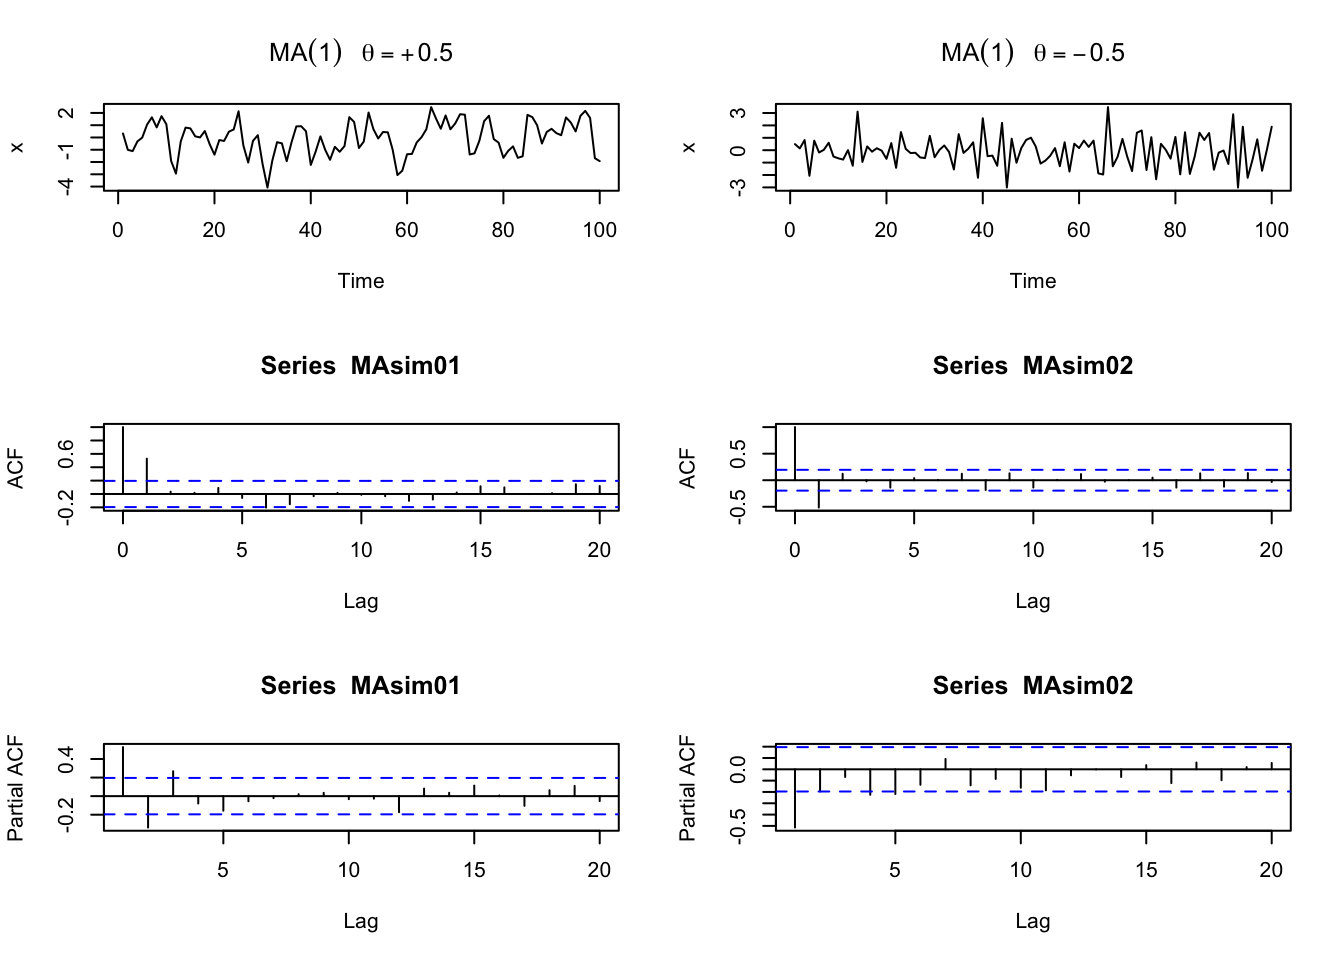 MA(1) θ = +0.5
x
2
-1
-4
0 20 40 60 80 100
Time
MA(1) θ = −0.5
x
3
0
-3
0 20 40 60 80 100
Time
Series MAsim01
ACF
0.6
-0.2
0 5 10 15 20
Lag
Series MAsim02
ACF
0.5
-0.5
0 5 10 15 20
Lag
Series MAsim01
Partial ACF
0.4
-0.2
5 10 15 20
Lag
Series MAsim02
Partial ACF
0.0
-0.5
5 10 15 20
Lag